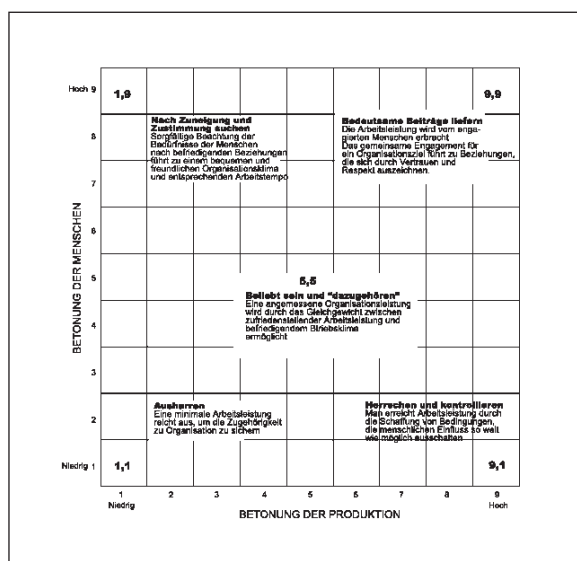 Hoch 9
1,9
9,9
Nach Zuneigung und
Zustimmung suchen
Sorgfältige Beachtung der
Bedürfnisse der Menschen
nach befriedigenden Beziehungen
führt zu einem bequemen und
freundlichen Organisationsklima
und entsprechenden Arbeitstempo
Bedeutsame Beiträge liefern
Die Arbeitsleistung wird vom enga-
gierten Menschen erbracht
Das gemeinsame Engagement für
ein Organisationsziel führt zu Beziehungen,
die sich durch Vertrauen und
Respekt auszeichnen.
8
7
6
5
4
3
2
Niedrig 1
BETONUNG DER MENSCHEN
5,5
Beliebt sein und "dazugehören"
Eine angemessene Organisationsleistung
wird durch das Gleichgewicht zwischen
zufriedenstellender Arbeitsleistung und
befriedigendem Btriebsklima
ermöglicht
Ausharren
Eine minimale Arbeitsleistung
reicht aus, um die Zugehörigkeit
zu Organisation zu sichern
Herrschen und kontrollieren
Man erreicht Arbeitsleistung durch
die Schaffung von Bedingungen,
die menschlichen Einfluss so weit
wie möglich ausschalten
1,1
9,1
1 2 3 4 5 6 7 8 9
Niedrig Hoch
BETONUNG DER PRODUKTION